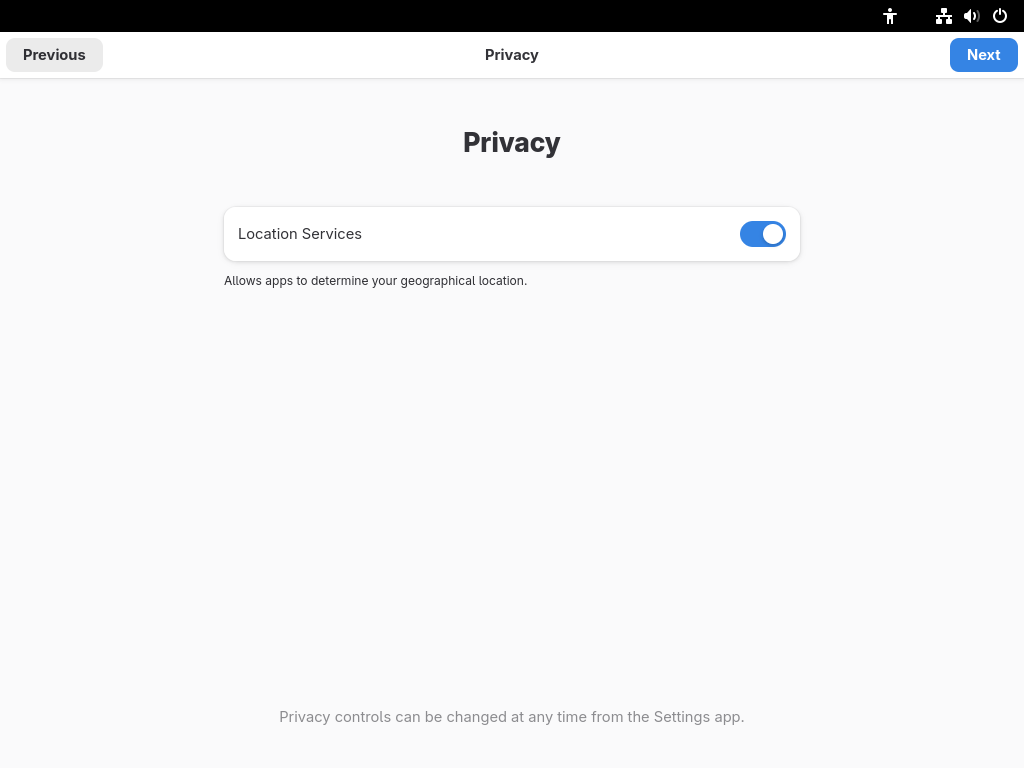 Previous
Privacy
Next
Privacy
Location Services
Allows apps to determine your geographical location.
Privacy controls can be changed at any time from the Settings app.